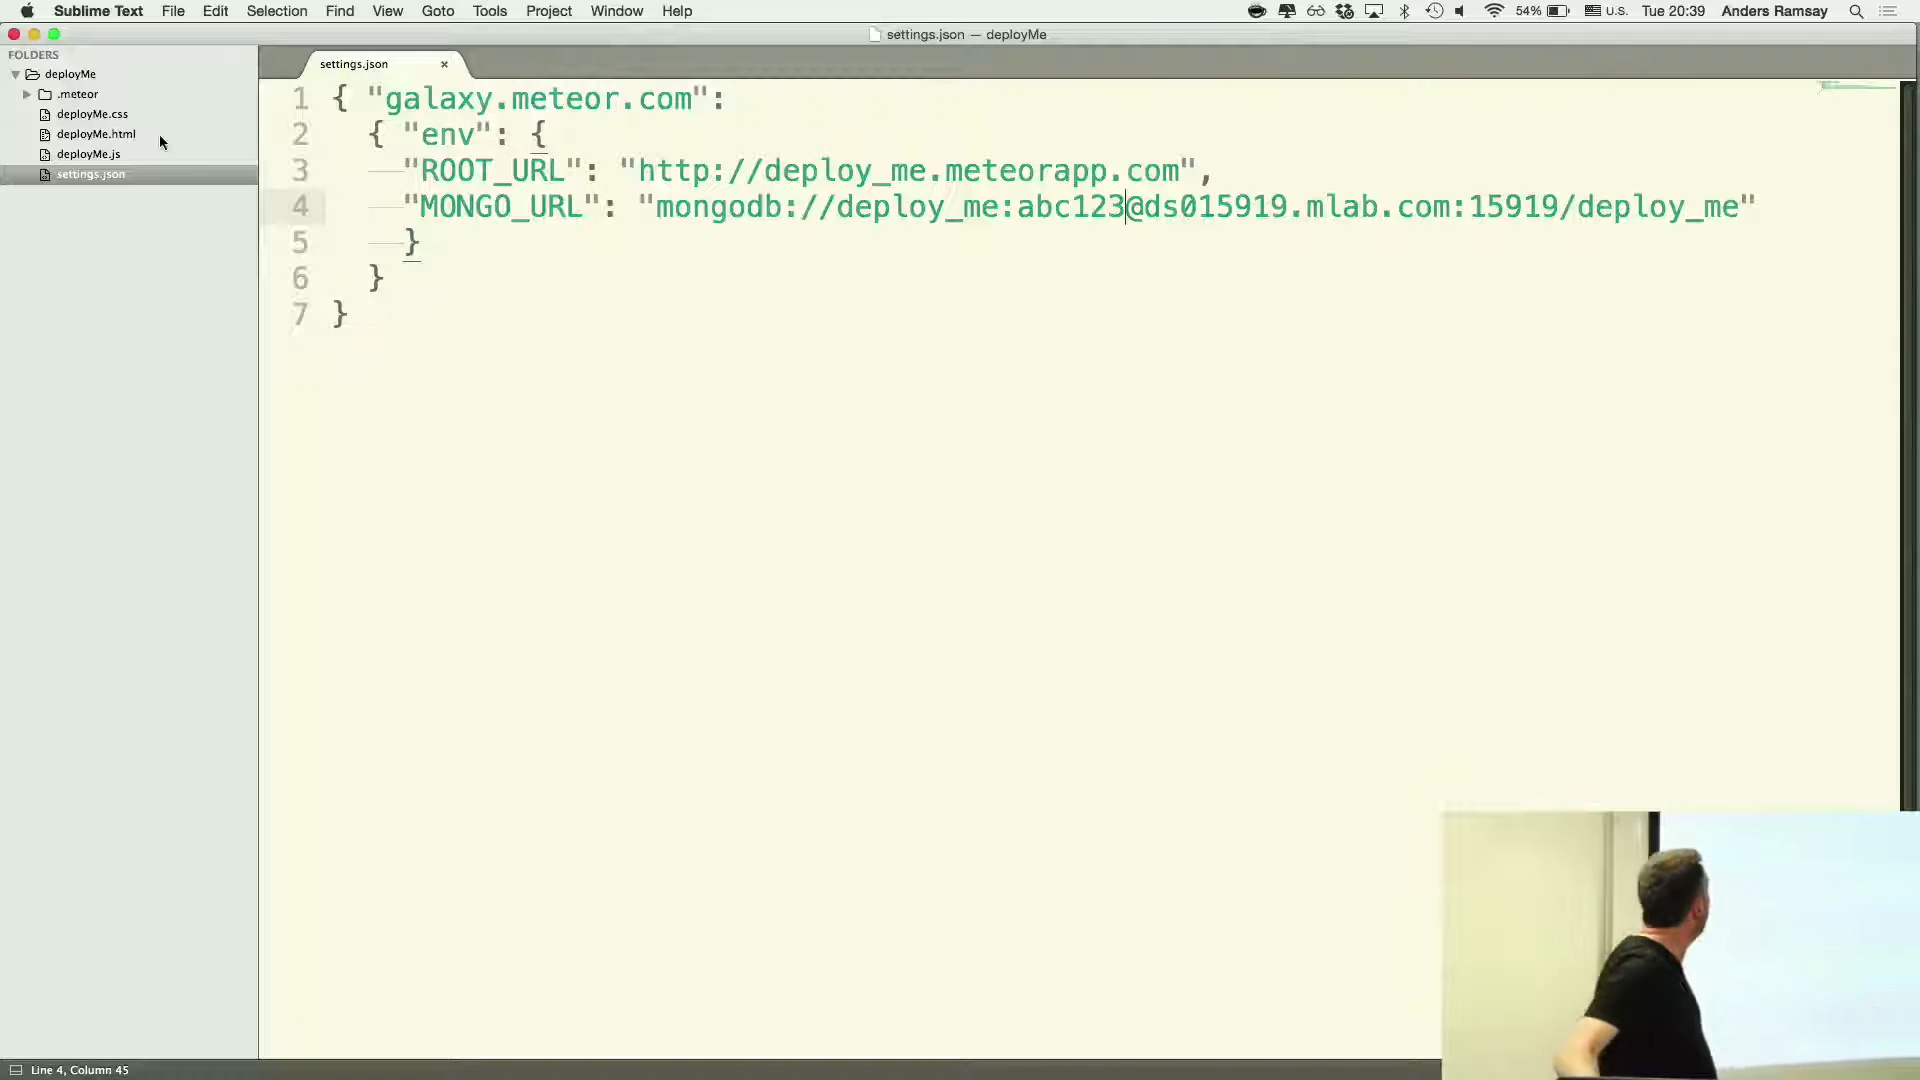 Sublime Text File Edit Selection Find View Goto Tools Project Window Help 54% U.S. Tue 20:39 Anders Ramsay
settings.json — deployMe
FOLDERS
deployMe
.meteor
deployMe.css
deployMe.html
deployMe.js
settings.json
settings.json ×
1 { "galaxy.meteor.com":
2 { "env": {
3 "ROOT_URL": "http://deploy_me.meteorapp.com",
4 "MONGO_URL": "mongodb://deploy_me:abc123@ds015919.mlab.com:15919/deploy_me"
5 }
6 }
7 }
Line 4, Column 45